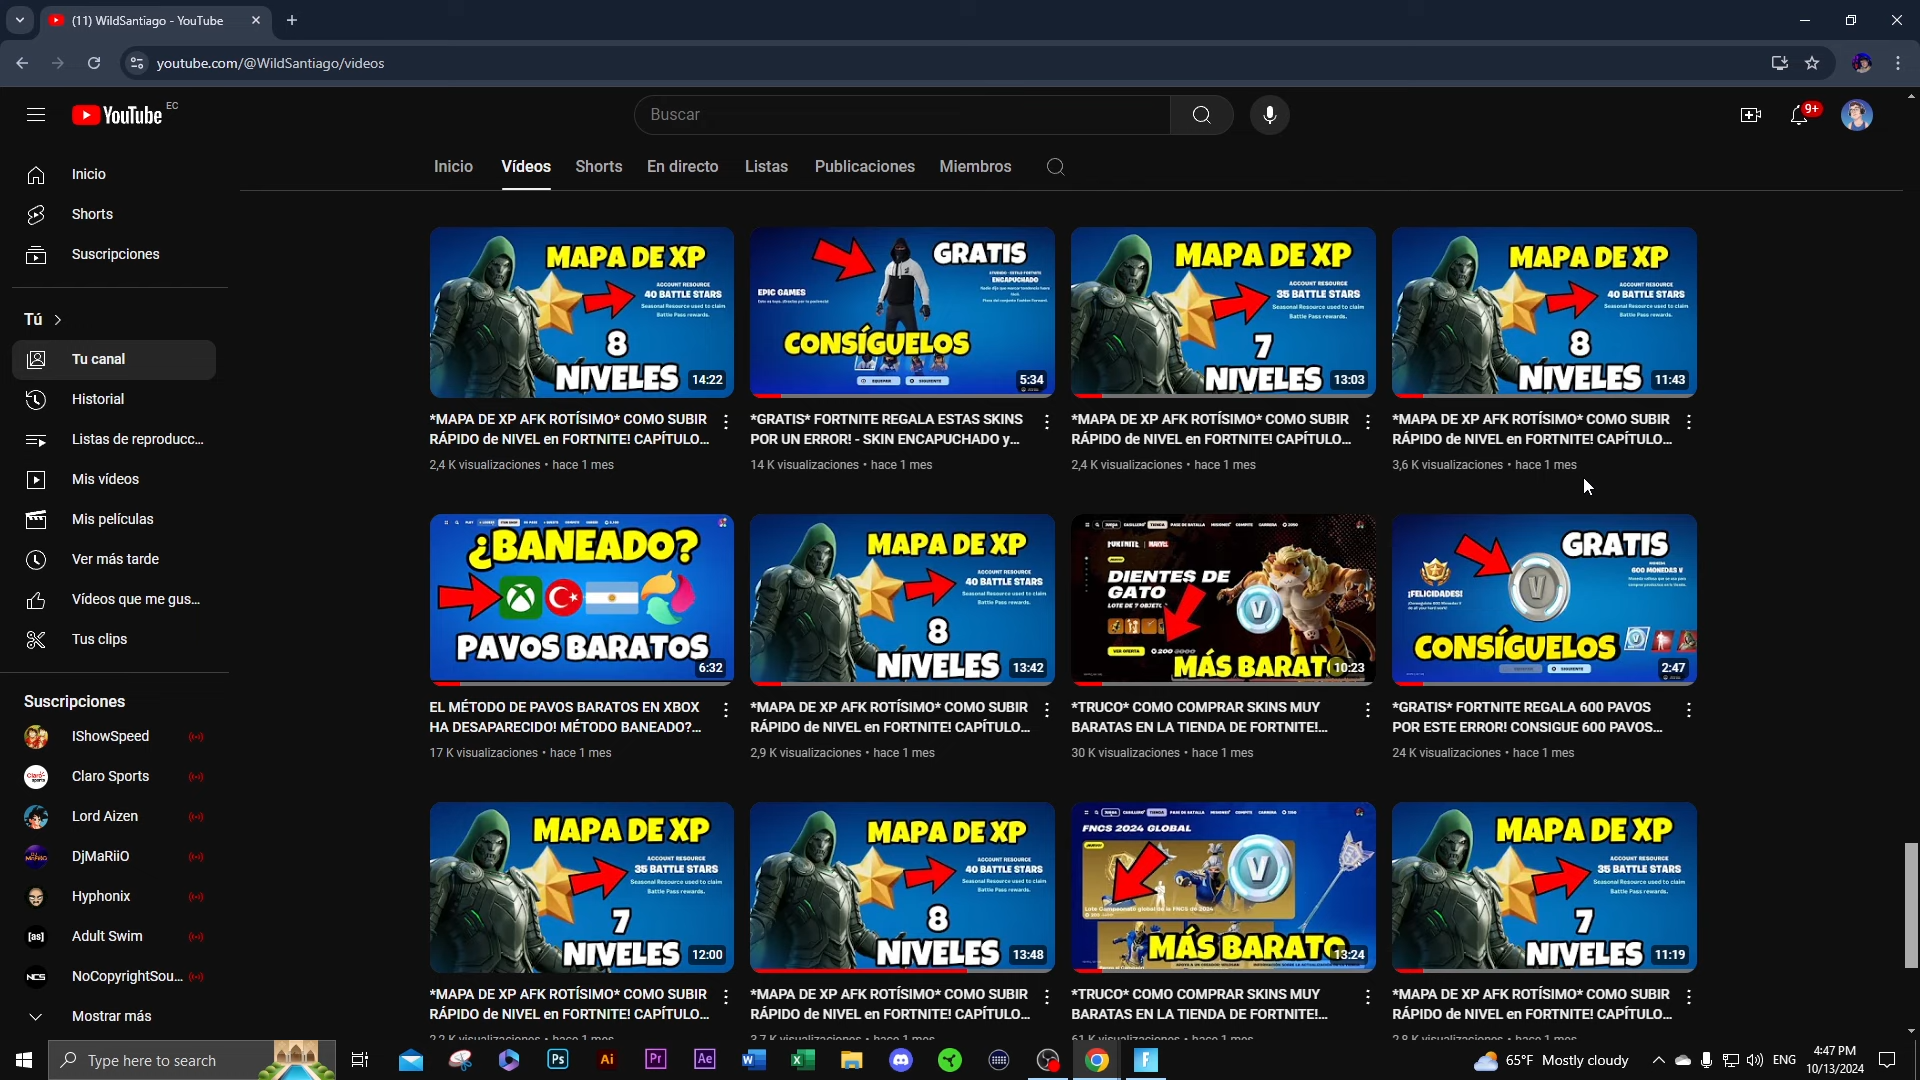 (11) WildSantiago - YouTube
youtube.com/@WildSantiago/videos
YouTube EC
Buscar
9+
Inicio
Vídeos
Shorts
En directo
Listas
Publicaciones
Miembros
Inicio
Shorts
Suscripciones
Tú
Tu canal
Historial
Listas de reproducc...
Mis vídeos
Mis películas
Ver más tarde
Vídeos que me gus...
Tus clips
Suscripciones
IShowSpeed
Claro Sports
Lord Aizen
DjMaRiiO
Hyphonix
Adult Swim
NoCopyrightSou...
Mostrar más
MAPA DE XP
ACCOUNT RESOURCE
40 BATTLE STARS
Seasonal Resource used to claim
Battle Pass rewards.
8
NIVELES
14:22
*MAPA DE XP AFK ROTÍSIMO* COMO SUBIR
RÁPIDO de NIVEL en FORTNITE! CAPÍTULO...
2,4 K visualizaciones • hace 1 mes
GRATIS
EPIC GAMES
ENCAPUCHADO
CONSÍGUELOS
5:34
*GRATIS* FORTNITE REGALA ESTAS SKINS
POR UN ERROR! - SKIN ENCAPUCHADO y...
14 K visualizaciones • hace 1 mes
MAPA DE XP
ACCOUNT RESOURCE
35 BATTLE STARS
Seasonal Resource used to claim
Battle Pass rewards.
7
NIVELES
13:03
*MAPA DE XP AFK ROTÍSIMO* COMO SUBIR
RÁPIDO de NIVEL en FORTNITE! CAPÍTULO...
2,4 K visualizaciones • hace 1 mes
MAPA DE XP
ACCOUNT RESOURCE
40 BATTLE STARS
Seasonal Resource used to claim
Battle Pass rewards.
8
NIVELES
11:43
*MAPA DE XP AFK ROTÍSIMO* COMO SUBIR
RÁPIDO de NIVEL en FORTNITE! CAPÍTULO...
3,6 K visualizaciones • hace 1 mes
¿BANEADO?
PAVOS BARATOS
6:32
EL MÉTODO DE PAVOS BARATOS EN XBOX
HA DESAPARECIDO! MÉTODO BANEADO?...
17 K visualizaciones • hace 1 mes
MAPA DE XP
ACCOUNT RESOURCE
40 BATTLE STARS
Seasonal Resource used to claim
Battle Pass rewards.
8
NIVELES
13:42
*MAPA DE XP AFK ROTÍSIMO* COMO SUBIR
RÁPIDO de NIVEL en FORTNITE! CAPÍTULO...
2,9 K visualizaciones • hace 1 mes
FORTNITE MARVEL
DIENTES DE
GATO
LOTE DE 7 OBJETO
VER OFERTA
MÁS BARAT
10:23
*TRUCO* COMO COMPRAR SKINS MUY
BARATAS EN LA TIENDA DE FORTNITE!...
30 K visualizaciones • hace 1 mes
GRATIS
600 MONEDAS V
¡FELICIDADES!
CONSÍGUELOS
2:47
*GRATIS* FORTNITE REGALA 600 PAVOS
POR ESTE ERROR! CONSIGUE 600 PAVOS...
24 K visualizaciones • hace 1 mes
MAPA DE XP
ACCOUNT RESOURCE
35 BATTLE STARS
Seasonal Resource used to claim
Battle Pass rewards.
7
NIVELES
12:00
*MAPA DE XP AFK ROTÍSIMO* COMO SUBIR
RÁPIDO de NIVEL en FORTNITE! CAPÍTULO...
MAPA DE XP
ACCOUNT RESOURCE
40 BATTLE STARS
Seasonal Resource used to claim
Battle Pass rewards.
8
NIVELES
13:48
*MAPA DE XP AFK ROTÍSIMO* COMO SUBIR
RÁPIDO de NIVEL en FORTNITE! CAPÍTULO...
FNCS 2024 GLOBAL
MÁS BARATO
13:24
*TRUCO* COMO COMPRAR SKINS MUY
BARATAS EN LA TIENDA DE FORTNITE!...
MAPA DE XP
ACCOUNT RESOURCE
35 BATTLE STARS
Seasonal Resource used to claim
Battle Pass rewards.
7
NIVELES
11:19
*MAPA DE XP AFK ROTÍSIMO* COMO SUBIR
RÁPIDO de NIVEL en FORTNITE! CAPÍTULO...
Type here to search
Ps
Ai
Pr
Ae
65°F Mostly cloudy
ENG
4:47 PM
10/13/2024